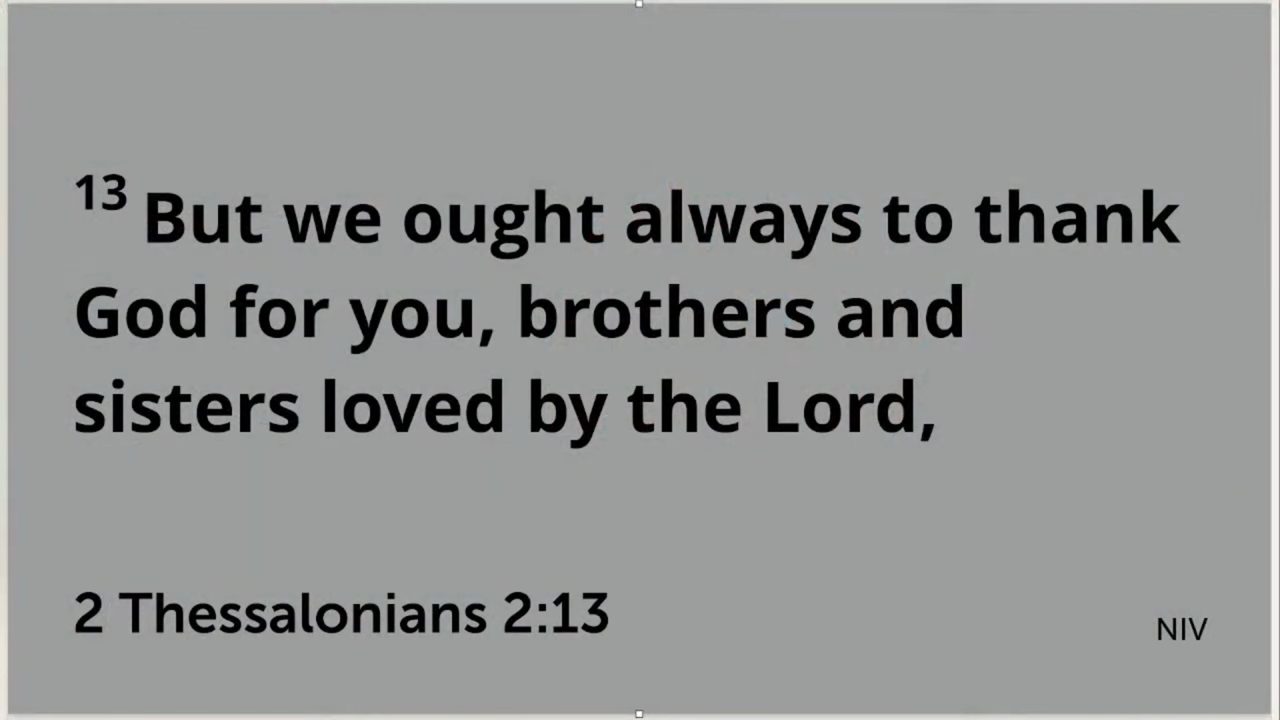 13 But we ought always to thank
God for you, brothers and
sisters loved by the Lord,
2 Thessalonians 2:13
NIV